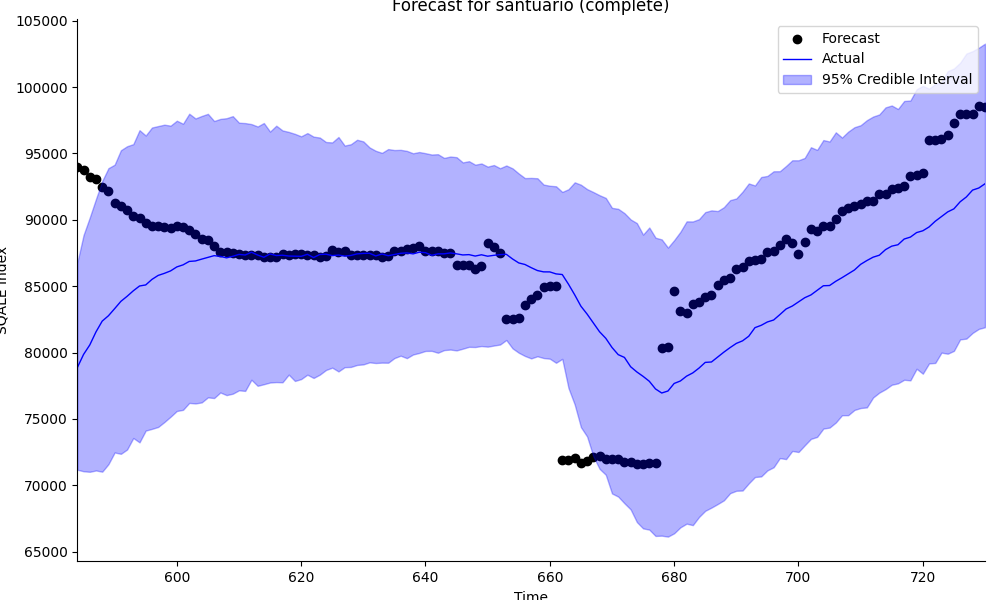 Forecast for santuario (complete)
105000
100000
95000
90000
85000
80000
75000
70000
65000
SQALE Index
600
620
640
660
680
700
720
Time
Forecast
Actual
95% Credible Interval